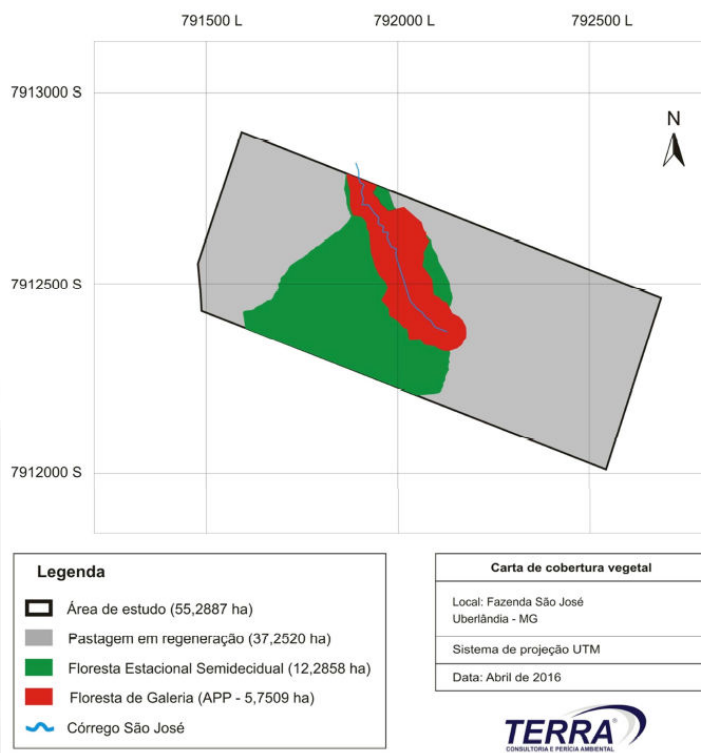 791500 L 792000 L 792500 L
7913000 S
N
7912500 S
7912000 S
Legenda
Área de estudo (55,2887 ha)
Pastagem em regeneração (37,2520 ha)
Floresta Estacional Semidecidual (12,2858 ha)
Floresta de Galeria (APP - 5,7509 ha)
Córrego São José
Carta de cobertura vegetal
Local: Fazenda São José
Uberlândia - MG
Sistema de projeção UTM
Data: Abril de 2016
TERRA
CONSULTORIA E PERÍCIA AMBIENTAL